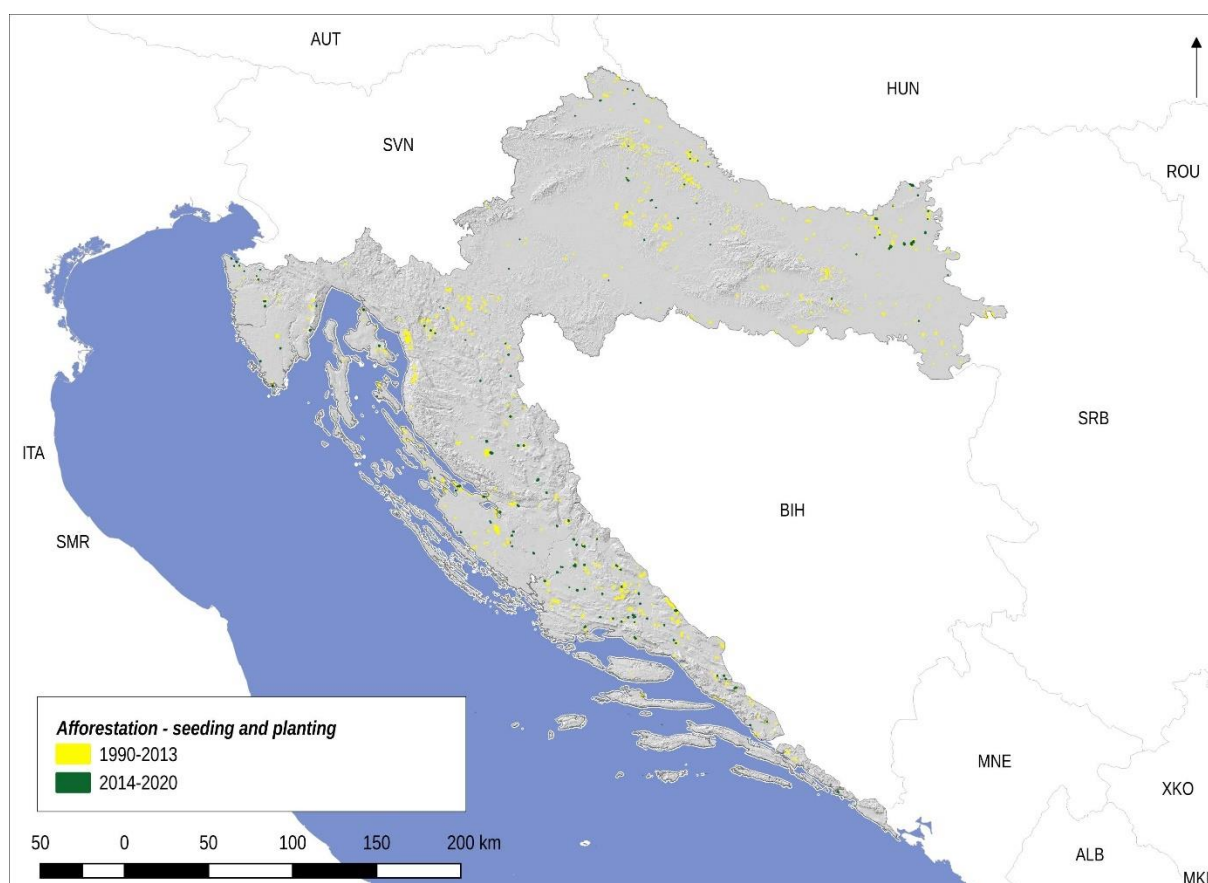 AUT
HUN
SVN
ROU
SRB
ITA
BIH
SMR
Afforestation - seeding and planting
1990-2013
2014-2020
MNE
XKO
50 0 50 100 150 200 km
ALB
MKD